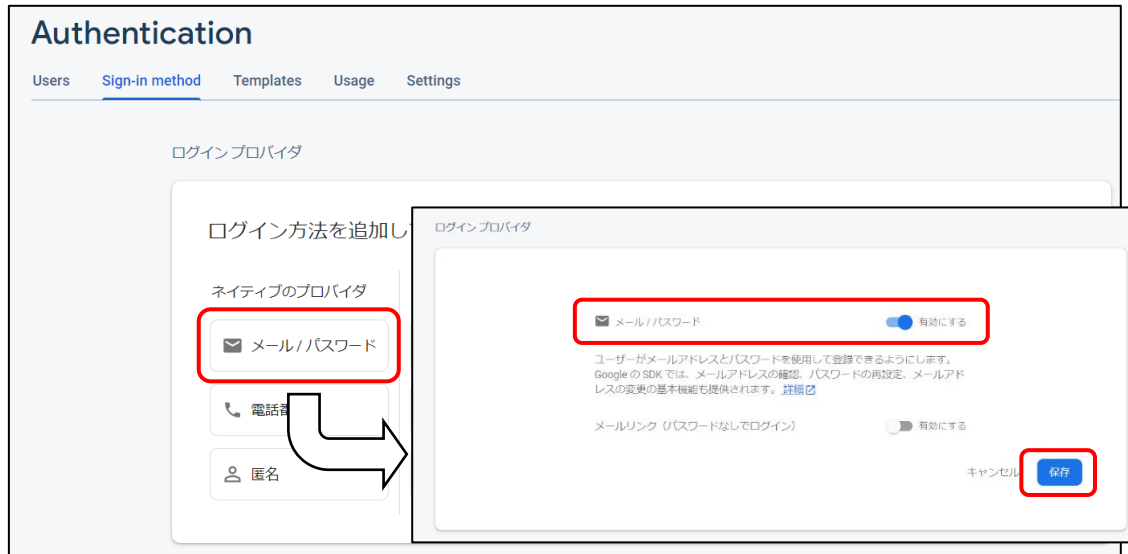 Authentication
Users Sign-in method Templates Usage Settings
ログイン プロバイダ
ログイン方法を追加し
ネイティブのプロバイダ
メール / パスワード
電話
匿名
ログイン プロバイダ
メール / パスワード 有効にする
ユーザーがメールアドレスとパスワードを使用して登録できるようにします。
Google の SDK では、メールアドレスの確認、パスワードの再設定、メールアド
レスの変更の基本機能も提供されます。 詳細
メールリンク（パスワードなしでログイン） 有効にする
キャンセル 保存